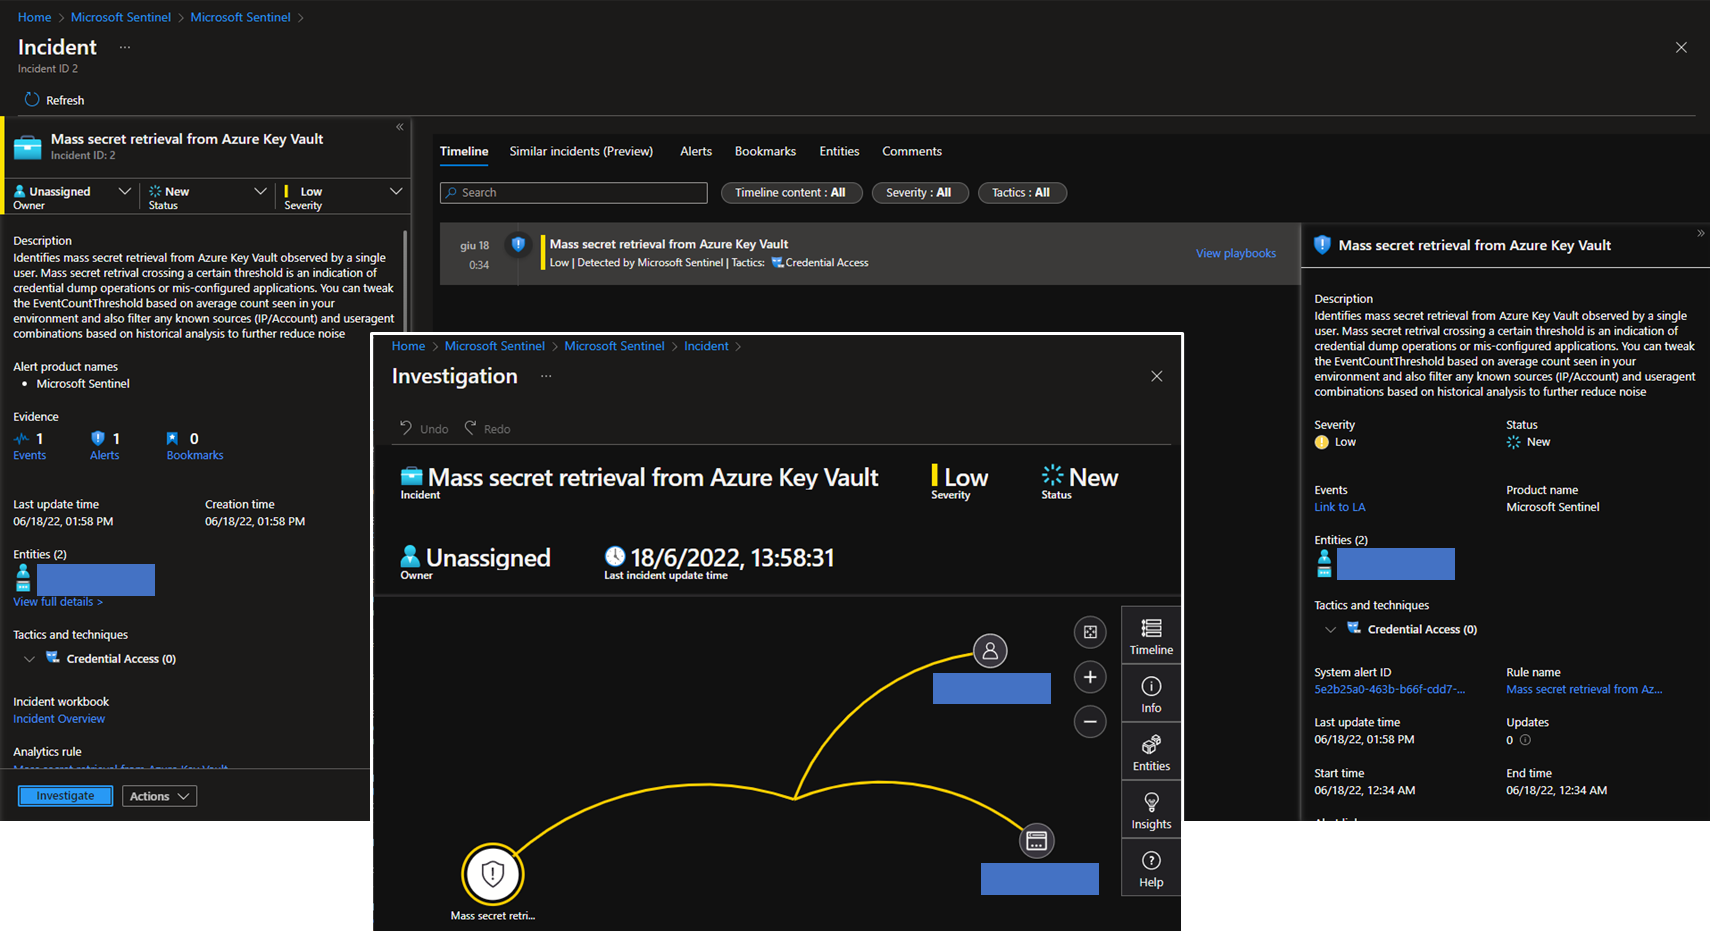 Home > Microsoft Sentinel > Microsoft Sentinel >
Incident ...
Incident ID 2
Refresh
Mass secret retrieval from Azure Key Vault
Incident ID: 2
Unassigned
Owner
New
Status
Low
Severity
Description
Identifies mass secret retrieval from Azure Key Vault observed by a single
user. Mass secret retrival crossing a certain threshold is an indication of
credential dump operations or mis-configured applications. You can tweak
the EventCountThreshold based on average count seen in your
environment and also filter any known sources (IP/Account) and useragent
combinations based on historical analysis to further reduce noise
Alert product names
• Microsoft Sentinel
Evidence
1
Events
1
Alerts
0
Bookmarks
Last update time
06/18/22, 01:58 PM
Creation time
06/18/22, 01:58 PM
Entities (2)
View full details >
Tactics and techniques
Credential Access (0)
Incident workbook
Incident Overview
Analytics rule
Mass secret retrieval from Azure Key Vault
Investigate
Actions
Timeline
Similar incidents (Preview)
Alerts
Bookmarks
Entities
Comments
Search
Timeline content : All
Severity : All
Tactics : All
giu 18
0:34
Mass secret retrieval from Azure Key Vault
Low | Detected by Microsoft Sentinel | Tactics: Credential Access
View playbooks
Home > Microsoft Sentinel > Microsoft Sentinel > Incident >
Investigation ...
Undo
Redo
Mass secret retrieval from Azure Key Vault
Incident
Low
Severity
New
Status
Unassigned
Owner
18/6/2022, 13:58:31
Last incident update time
Mass secret retri...
Timeline
Info
Entities
Insights
Help
Mass secret retrieval from Azure Key Vault
Description
Identifies mass secret retrieval from Azure Key Vault observed by a single
user. Mass secret retrival crossing a certain threshold is an indication of
credential dump operations or mis-configured applications. You can tweak
the EventCountThreshold based on average count seen in your
environment and also filter any known sources (IP/Account) and useragent
combinations based on historical analysis to further reduce noise
Severity
Low
Status
New
Events
Link to LA
Product name
Microsoft Sentinel
Entities (2)
Tactics and techniques
Credential Access (0)
System alert ID
5e2b25a0-463b-b66f-cdd7-...
Rule name
Mass secret retrieval from Az...
Last update time
06/18/22, 01:58 PM
Updates
0
Start time
06/18/22, 12:34 AM
End time
06/18/22, 12:34 AM